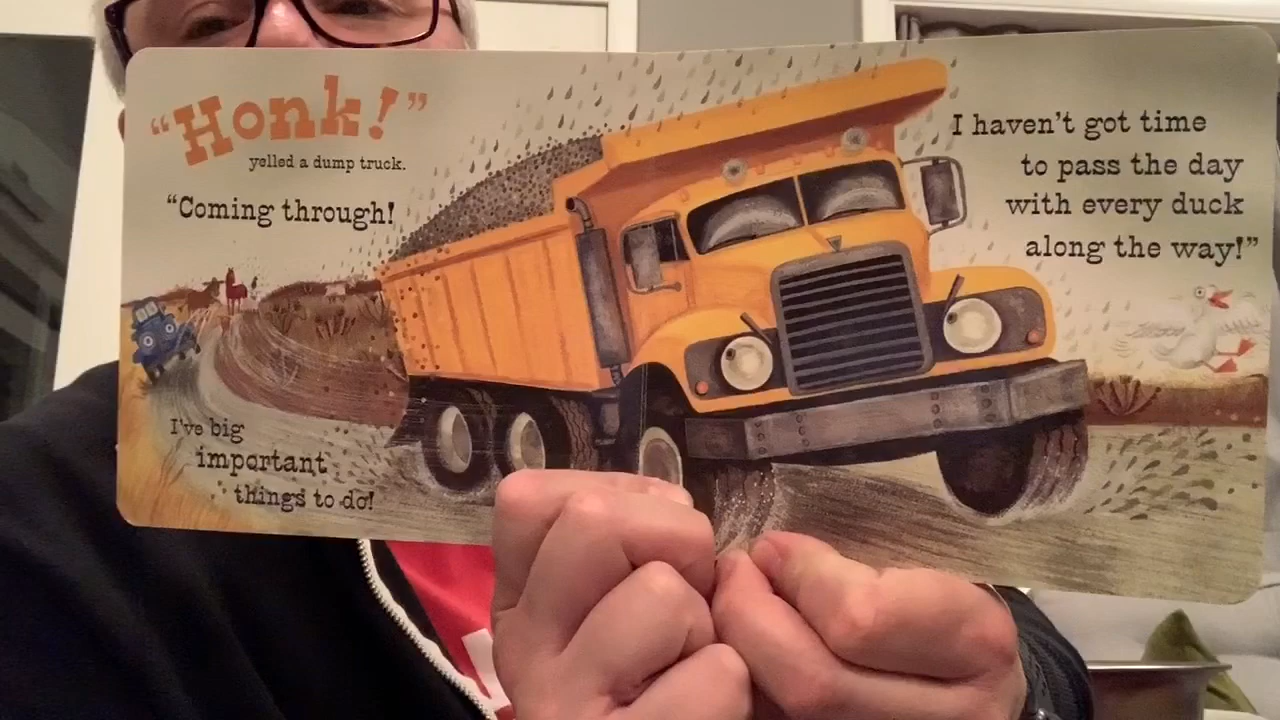 “Honk!”
yelled a dump truck.
“Coming through!
I’ve big
important
things to do!
I haven’t got time
to pass the day
with every duck
along the way!”